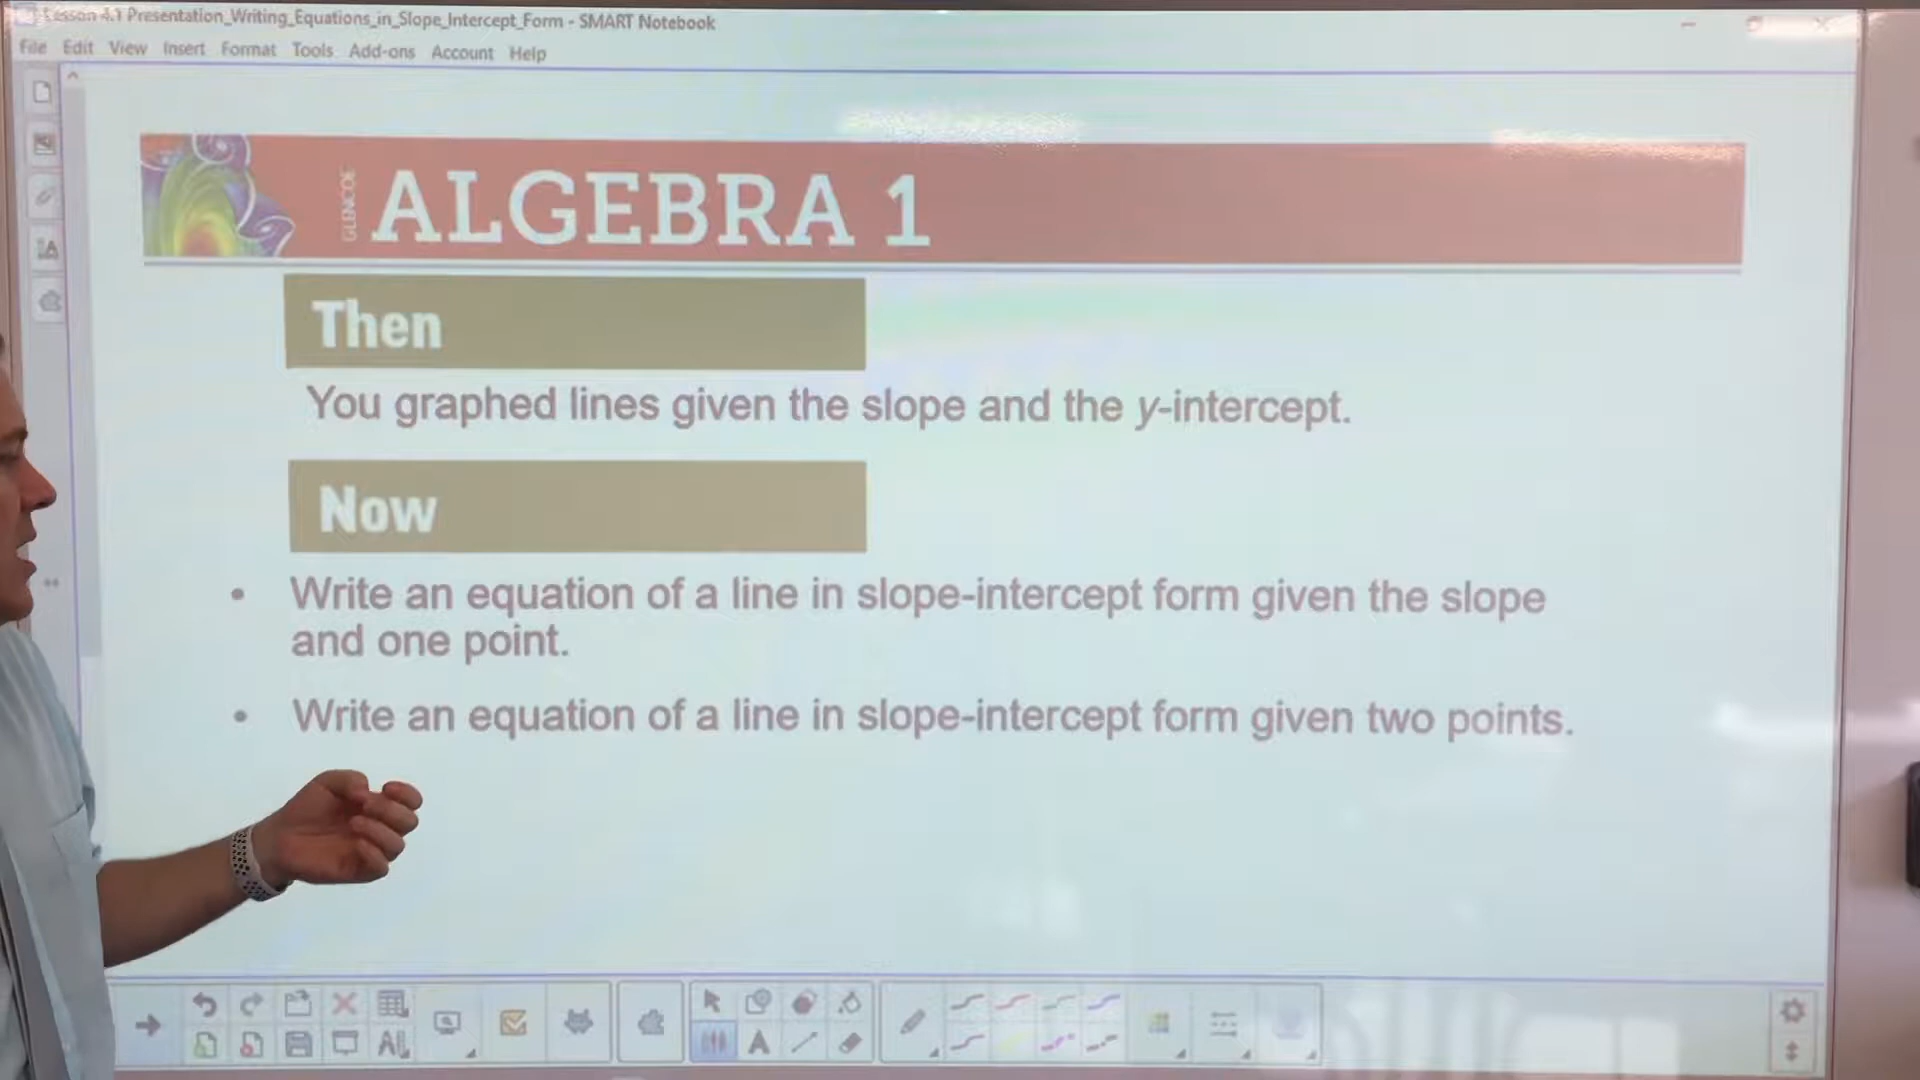 Lesson 4.1 Presentation_Writing_Equations_in_Slope_Intercept_Form - SMART Notebook
File Edit View Insert Format Tools Add-ons Account Help
GLENCOE ALGEBRA 1
Then
You graphed lines given the slope and the y-intercept.
Now
• Write an equation of a line in slope-intercept form given the slope
and one point.
• Write an equation of a line in slope-intercept form given two points.